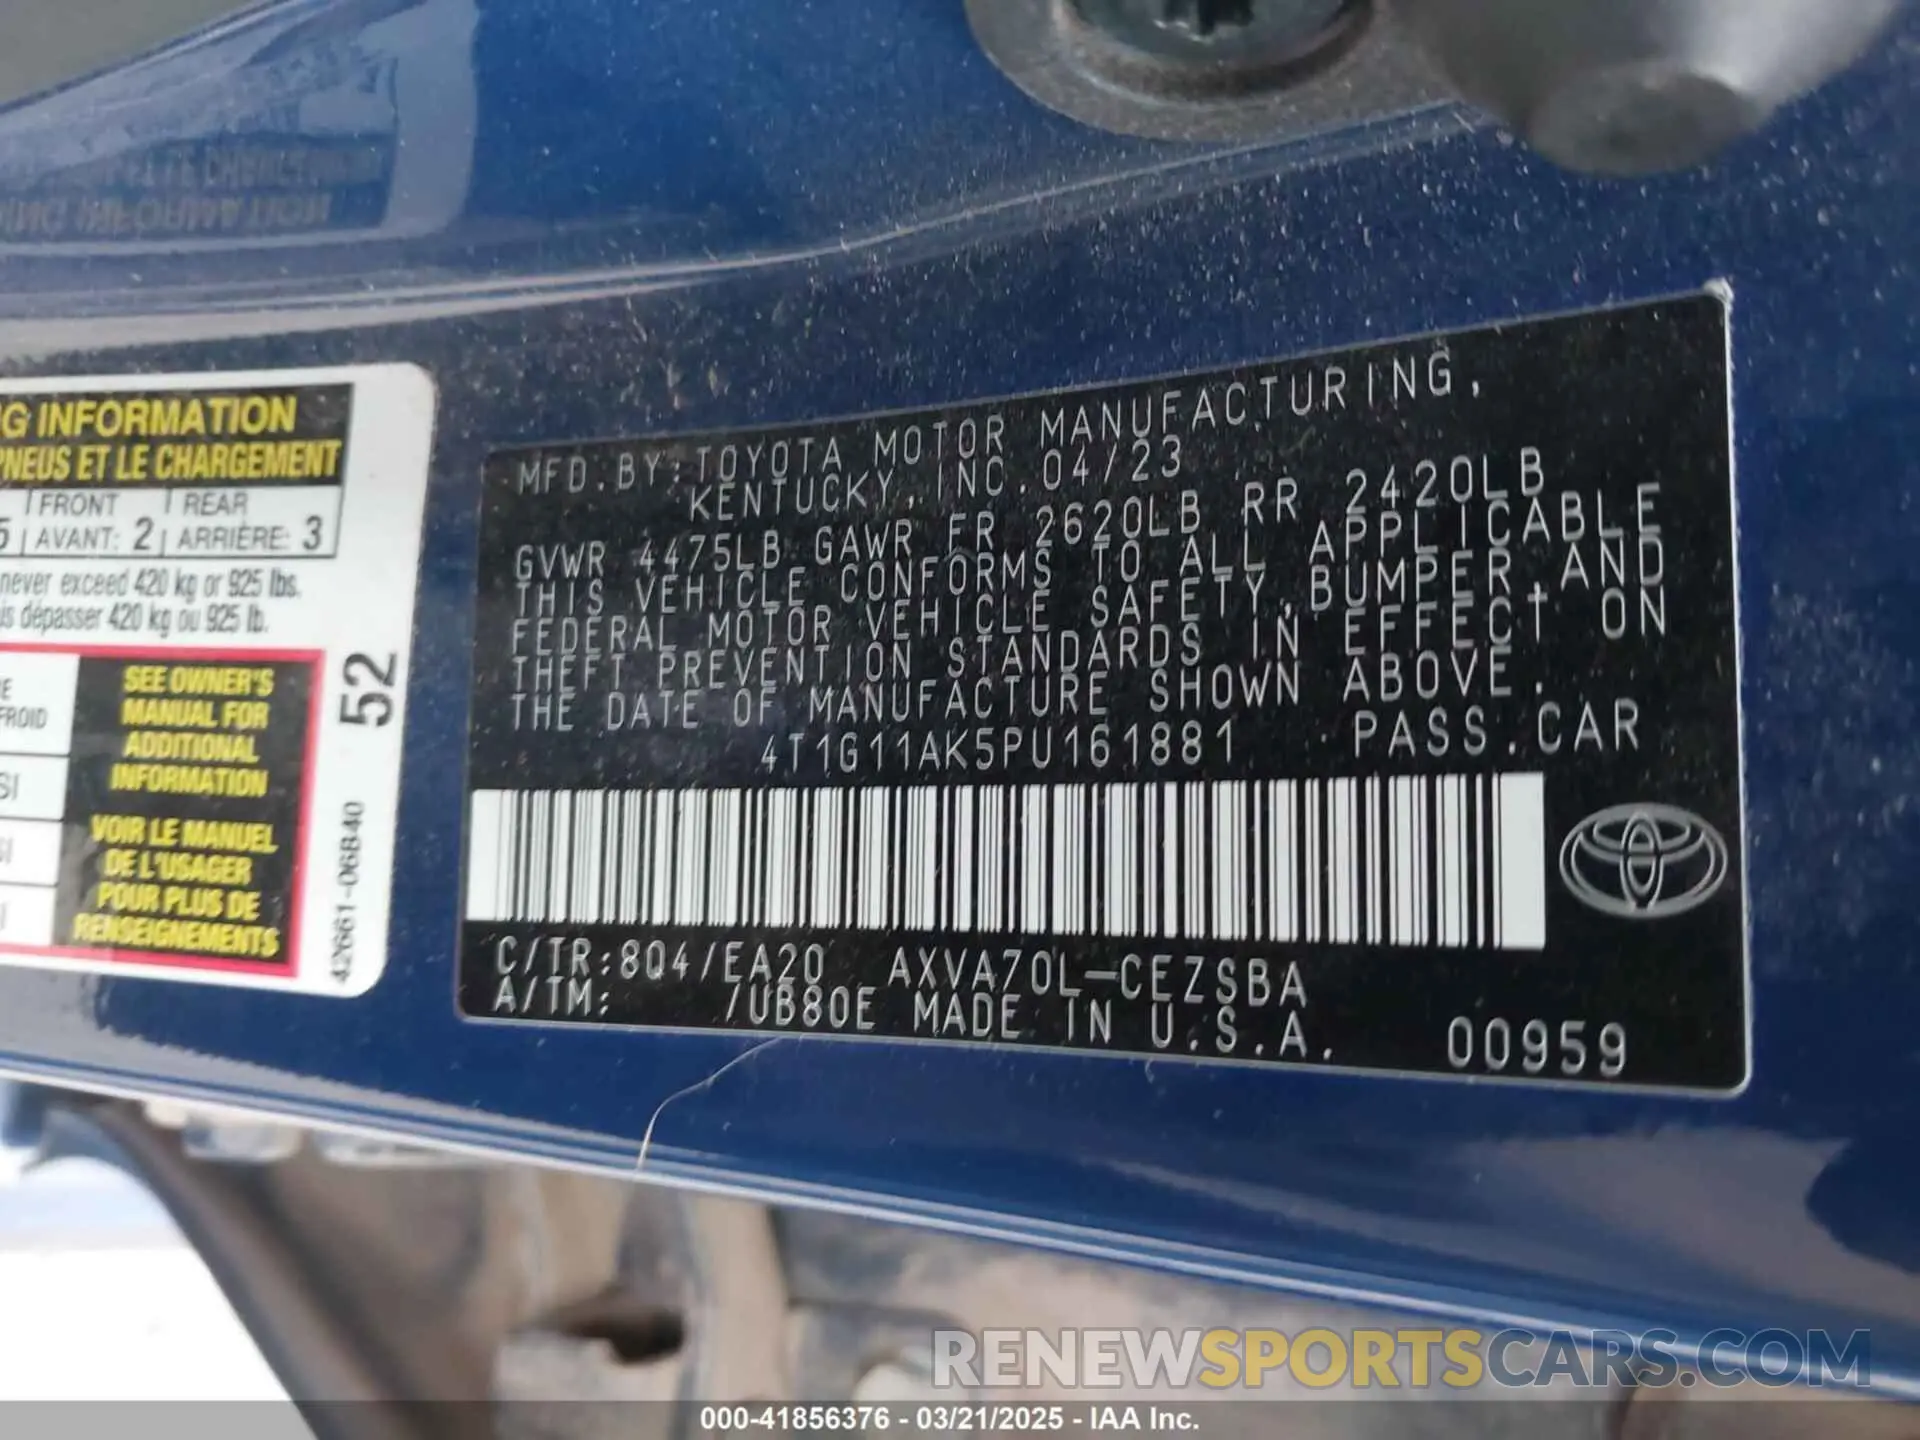 NG INFORMATION
PNEUS ET LE CHARGEMENT
5 FRONT REAR
AVANT: 2 ARRIÈRE: 3
never exceed 420 kg or 925 lbs.
is dépasser 420 kg ou 925 lb.
E
FROID
SI
SI
I
SEE OWNER'S
MANUAL FOR
ADDITIONAL
INFORMATION
VOIR LE MANUEL
DE L'USAGER
POUR PLUS DE
RENSEIGNEMENTS
52
42661-06B40
MFD.BY:TOYOTA MOTOR MANUFACTURING,
KENTUCKY,INC.04/23
GVWR 4475LB GAWR FR 2620LB RR 2420LB
THIS VEHICLE CONFORMS TO ALL APPLICABLE
FEDERAL MOTOR VEHICLE SAFETY,BUMPER,AND
THEFT PREVENTION STANDARDS IN EFFECT ON
THE DATE OF MANUFACTURE SHOWN ABOVE.
4T1G11AK5PU161881 PASS.CAR
C/TR:8Q4/EA20 AXVA70L-CEZSBA
A/TM: /UB80E MADE IN U.S.A.
00959
RENEWSPORTSCARS.COM
000-41856376 - 03/21/2025 - IAA Inc.